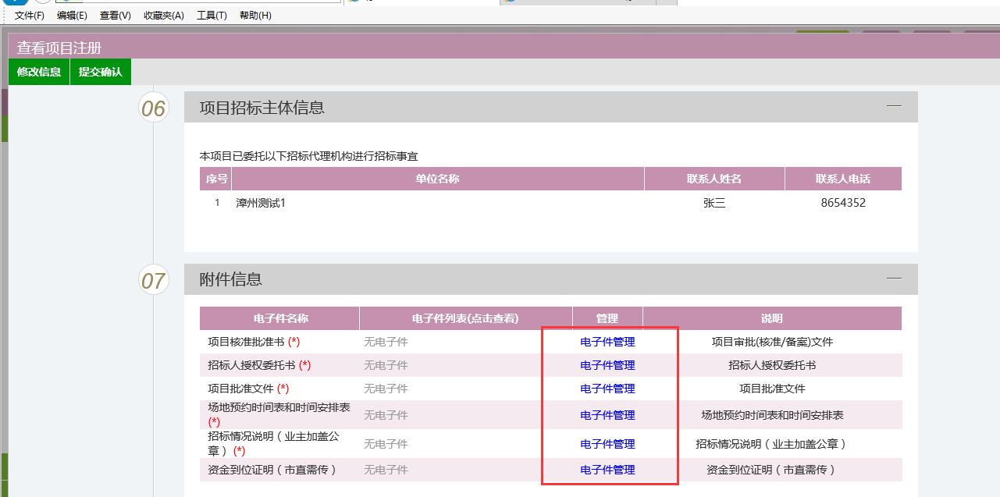 文件(F) 编辑(E) 查看(V) 收藏夹(A) 工具(T) 帮助(H)
查看项目注册
修改信息 提交确认
06 项目招标主体信息
本项目已委托以下招标代理机构进行招标事宜
序号 单位名称 联系人姓名 联系人电话
1 漳州测试1 张三 8654352
07 附件信息
电子件名称 电子件列表(点击查看) 管理 说明
项目核准批准书 (*) 无电子件 电子件管理 项目审批(核准/备案)文件
招标人授权委托书 (*) 无电子件 电子件管理 招标人授权委托书
项目批准文件 (*) 无电子件 电子件管理 项目批准文件
场地预约时间表和时间安排表
(*) 无电子件 电子件管理 场地预约时间表和时间安排表
招标情况说明（业主加盖公
章） (*) 无电子件 电子件管理 招标情况说明（业主加盖公章）
资金到位证明（市直需传） 无电子件 电子件管理 资金到位证明（市直需传）